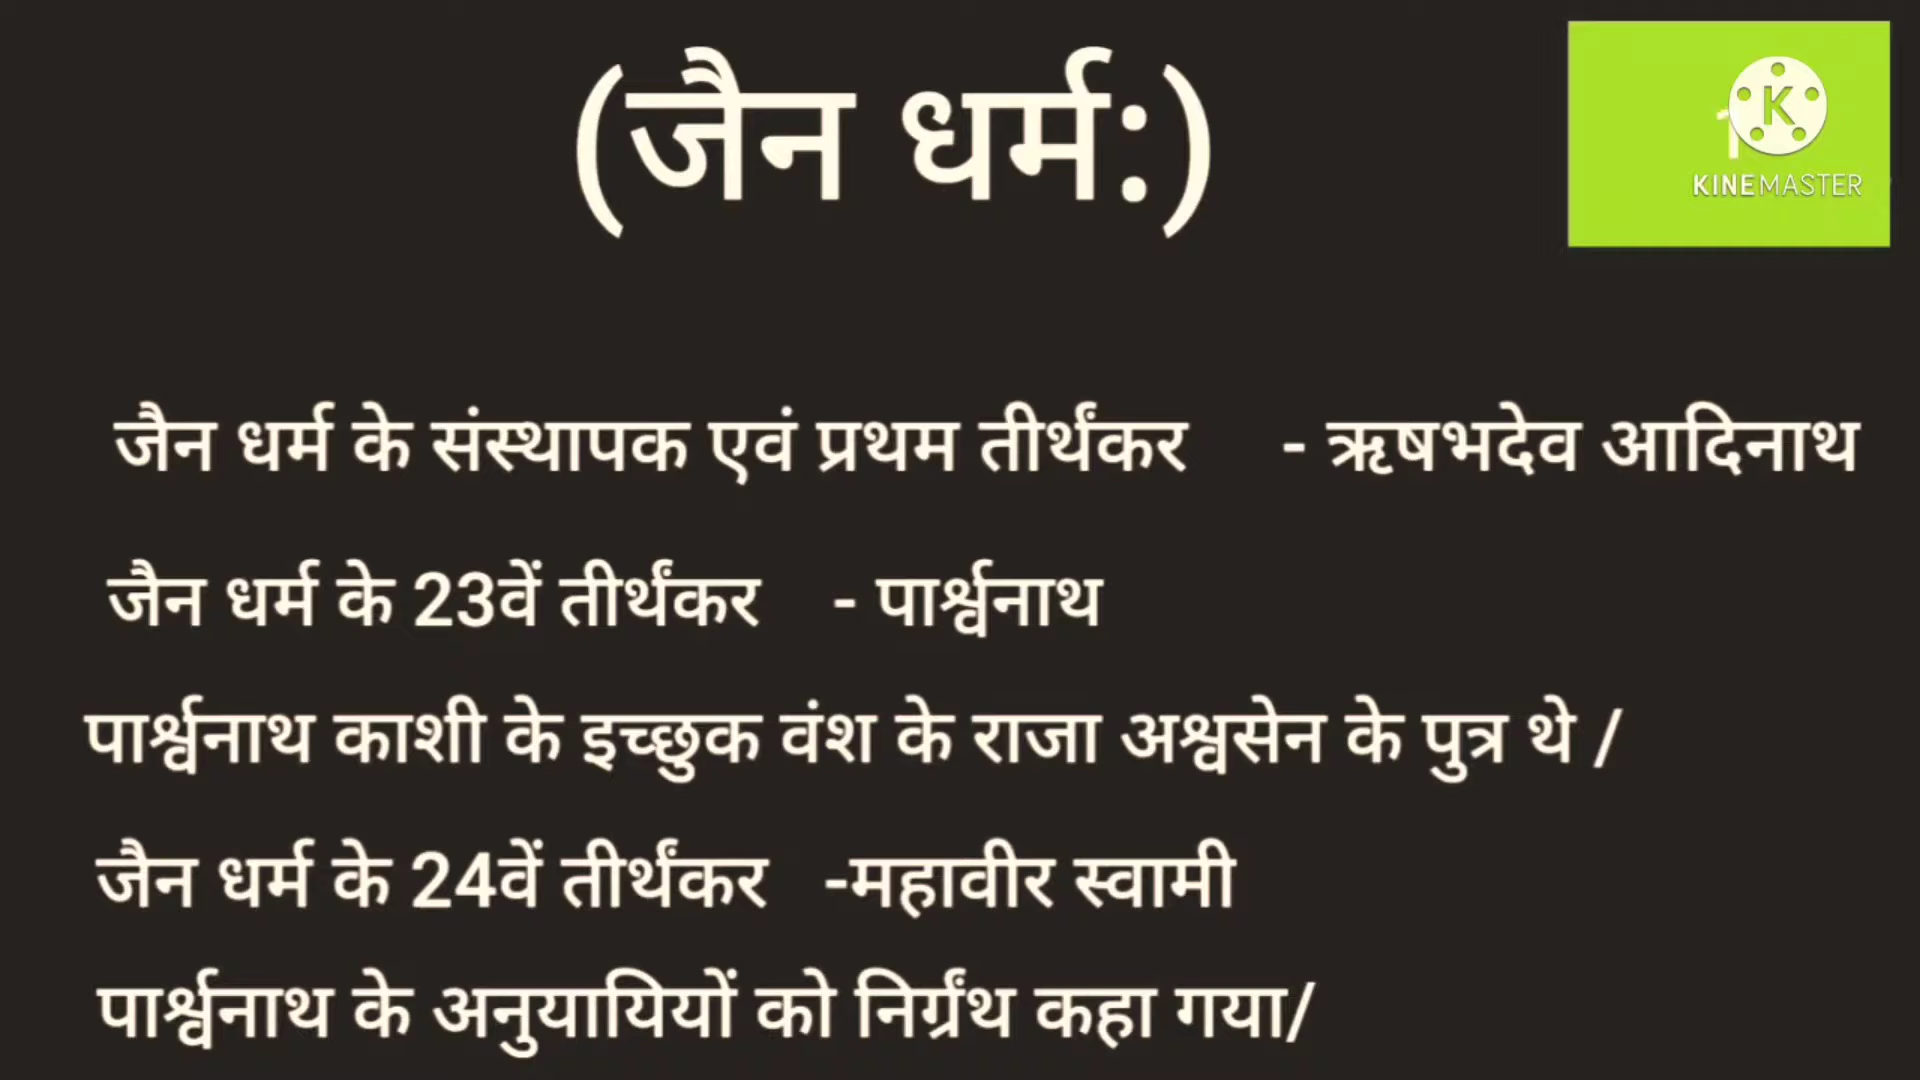 (जैन धर्म:)
1
KINEMASTER
जैन धर्म के संस्थापक एवं प्रथम तीर्थंकर - ऋषभदेव आदिनाथ
जैन धर्म के 23वें तीर्थंकर - पार्श्वनाथ
पार्श्वनाथ काशी के इच्छुक वंश के राजा अश्वसेन के पुत्र थे /
जैन धर्म के 24वें तीर्थंकर -महावीर स्वामी
पार्श्वनाथ के अनुयायियों को निर्ग्रंथ कहा गया/